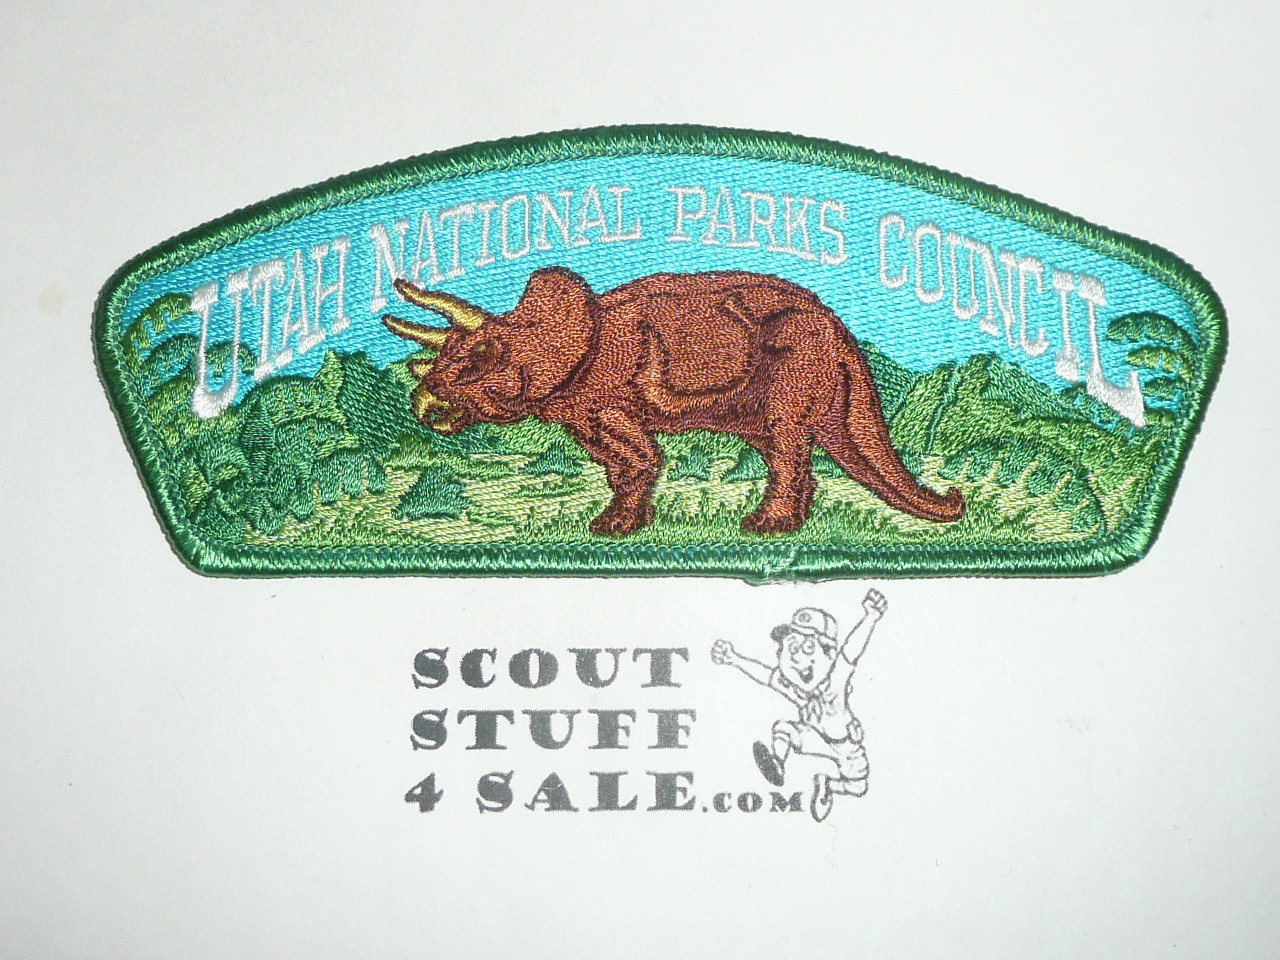 UTAH NATIONAL PARKS COUNCIL
SCOUT
STUFF
4 SALE.COM